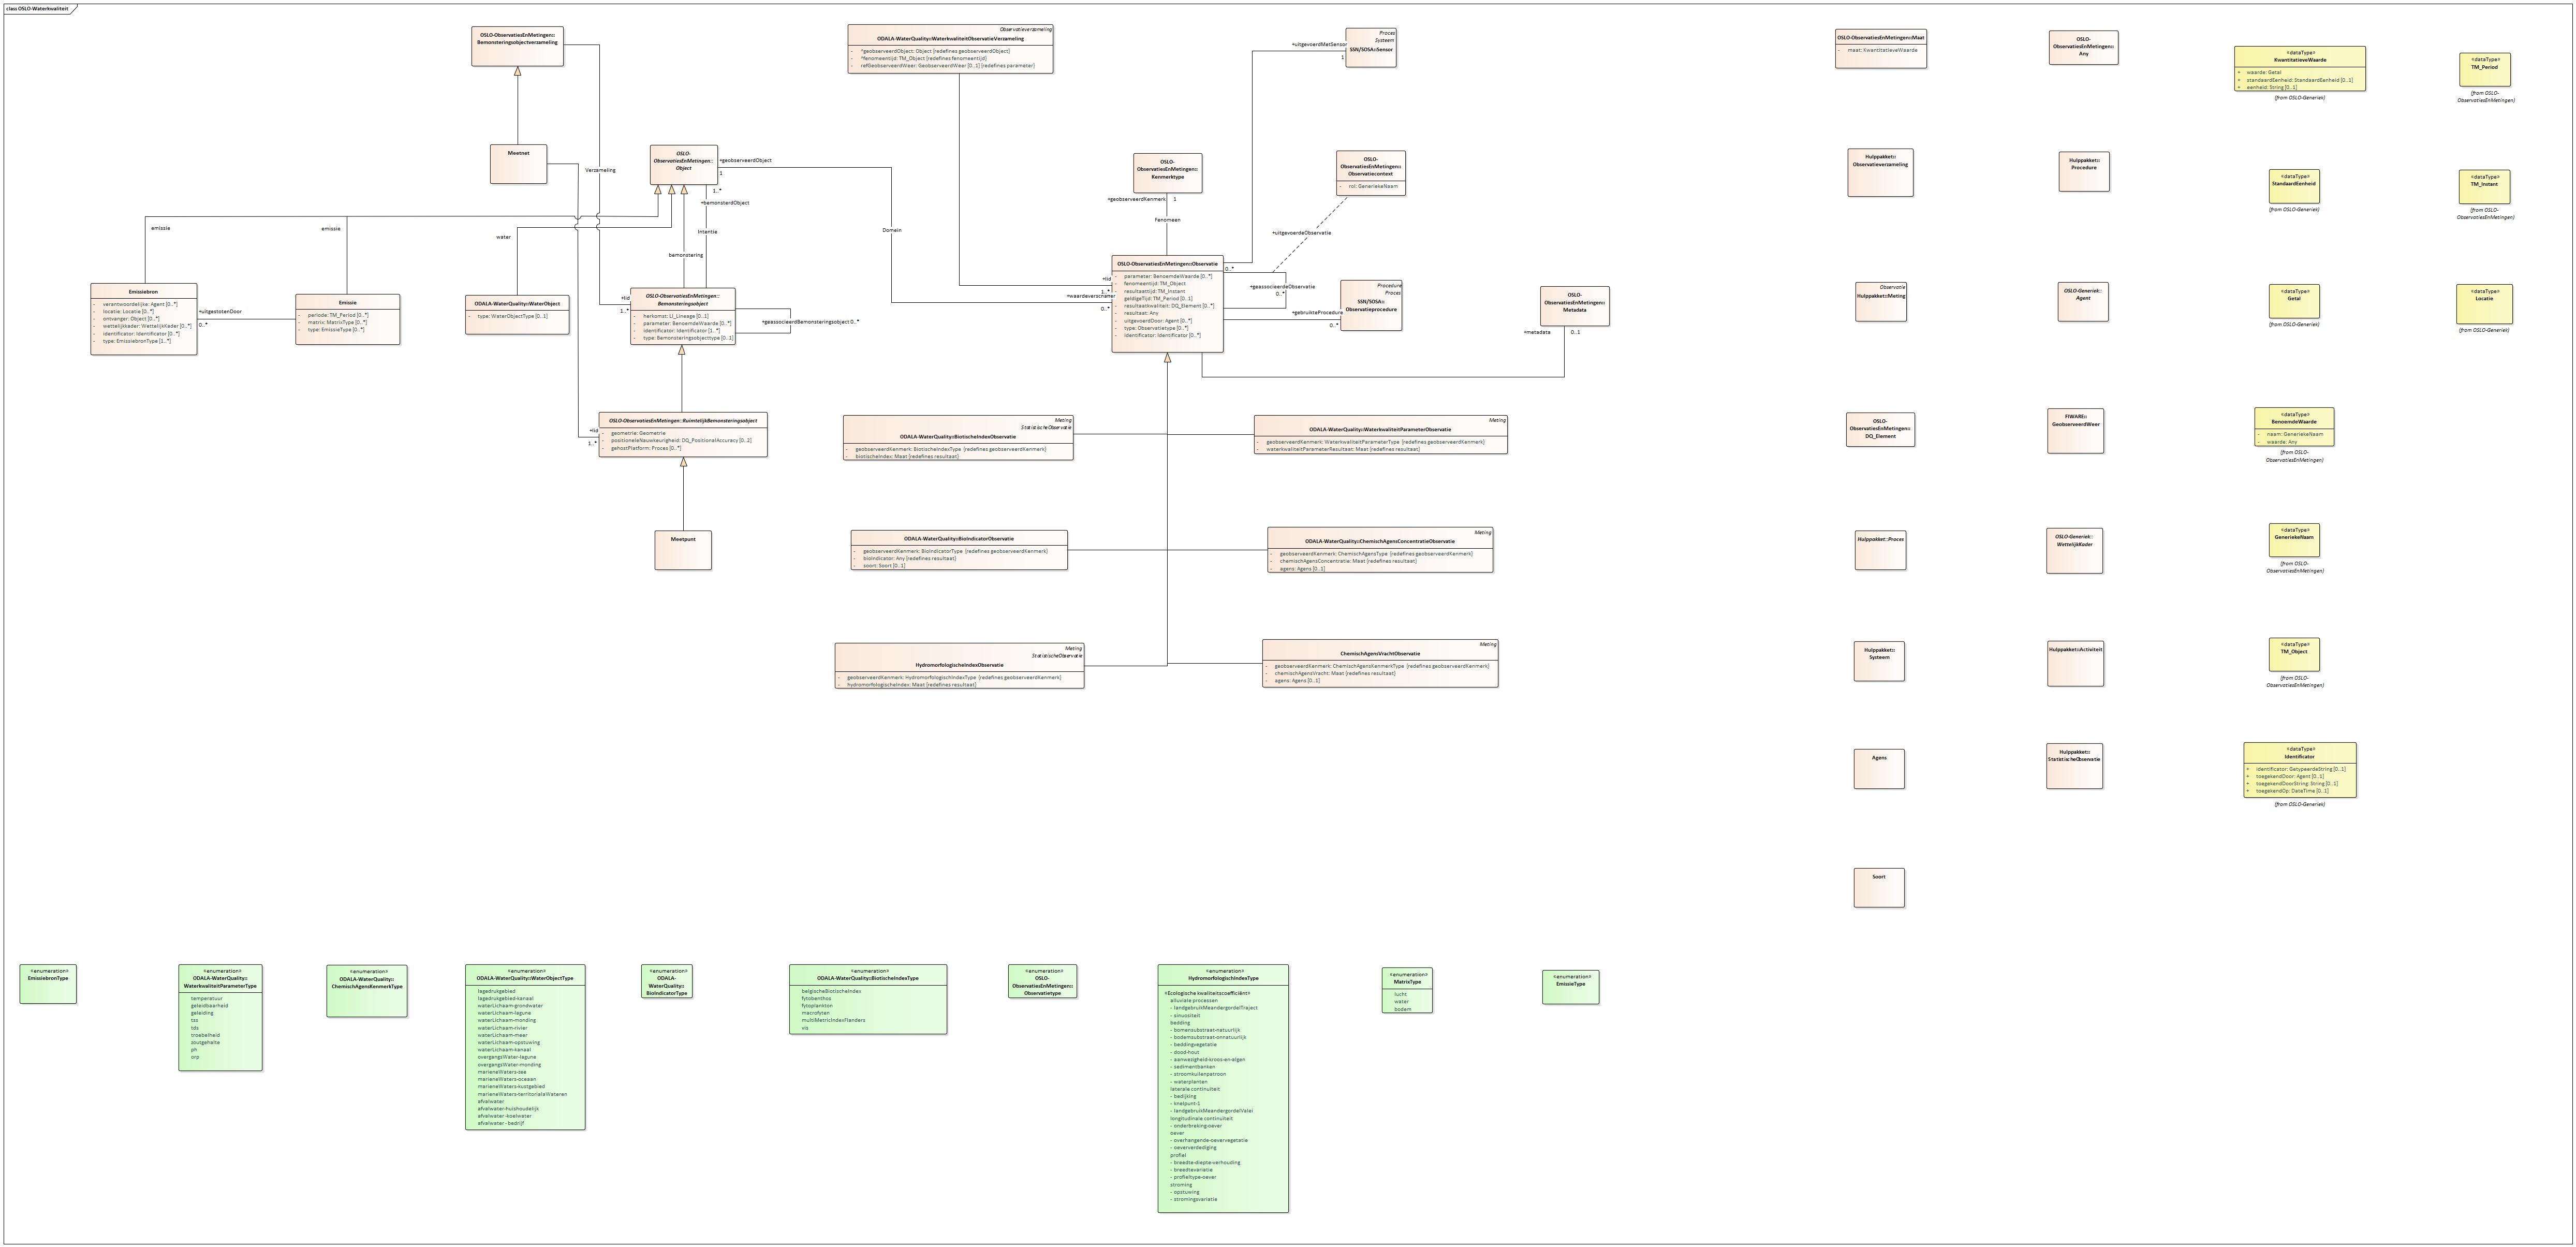 class OSLO-Waterkwaliteit
OSLO-ObservatiesEnMetingen::
Bemonsteringsobjectverzameling
Observatieverzameling
ODALA-WaterQuality::WaterkwaliteitObservatieVerzameling
- ^geobserveerdObject: Object {redefines geobserveerdObject}
- ^fenomeentijd: TM_Object {redefines fenomeentijd}
- refGeobserveerdWeer: GeobserveerdWeer [0..1] {redefines parameter}
+uitgevoerdMetSensor
1
Proces
Systeem
SSN/SOSA::Sensor
OSLO-ObservatiesEnMetingen::Maat
- maat: KwantitatieveWaarde
OSLO-
ObservatiesEnMetingen::
Any
«dataType»
KwantitatieveWaarde
+ waarde: Getal
+ standaardEenheid: StandaardEenheid [0..1]
+ eenheid: String [0..1]
(from OSLO-Generiek)
«dataType»
TM_Period
(from OSLO-
ObservatiesEnMetingen)
Meetnet
Verzameling
OSLO-
ObservatiesEnMetingen::
Object
+geobserveerdObject
1
1..*
+bemonsterdObject
Intentie
bemonstering
Domein
OSLO-
ObservatiesEnMetingen::
Kenmerktype
+geobserveerdKenmerk 1
Fenomeen
OSLO-
ObservatiesEnMetingen::
Observatiecontext
- rol: GeneriekeNaam
+uitgevoerdeObservatie
Hulppakket::
Observatieverzameling
Hulppakket::
Procedure
«dataType»
StandaardEenheid
(from OSLO-Generiek)
«dataType»
TM_Instant
(from OSLO-
ObservatiesEnMetingen)
emissie
emissie
water
Emissiebron
- verantwoordelijke: Agent [0..*]
- locatie: Locatie [0..*]
- ontvanger: Object [0..*]
- wettelijkkader: WettelijkKader [0..*]
- identificator: Identificator [0..*]
- type: EmissiebronType [1..*]
+uitgestotenDoor
0..*
Emissie
- periode: TM_Period [0..*]
- matrix: MatrixType [0..*]
- type: EmissieType [0..*]
ODALA-WaterQuality::WaterObject
- type: WaterObjectType [0..1]
+lid
1..*
OSLO-ObservatiesEnMetingen::
Bemonsteringsobject
- herkomst: LI_Lineage [0..1]
- parameter: BenoemdeWaarde [0..*]
- identificator: Identificator [1..*]
- type: Bemonsteringsobjecttype [0..1]
+geassocieerdBemonsteringsobject 0..*
+lid
1..*
+waardeverschaffer
0..*
OSLO-ObservatiesEnMetingen::Observatie
- parameter: BenoemdeWaarde [0..*]
- fenomeentijd: TM_Object
- resultaattijd: TM_Instant
- geldigeTijd: TM_Period [0..1]
- resultaatkwaliteit: DQ_Element [0..*]
- resultaat: Any
- uitgevoerdDoor: Agent [0..*]
- type: Observatietype [0..*]
- identificator: Identificator [0..*]
0..*
+geassocieerdeObservatie
0..*
+gebruikteProcedure
0..*
Procedure
Proces
SSN/SOSA::
Observatieprocedure
OSLO-
ObservatiesEnMetingen::
Metadata
+metadata 0..1
Observatie
Hulppakket::Meting
OSLO-Generiek::
Agent
«dataType»
Getal
(from OSLO-Generiek)
«dataType»
Locatie
(from OSLO-Generiek)
+lid
1..*
OSLO-ObservatiesEnMetingen::RuimtelijkBemonsteringsobject
- geometrie: Geometrie
- positioneleNauwkeurigheid: DQ_PositionalAccuracy [0..2]
- gehostPlatform: Proces [0..*]
Meting
StatistischeObservatie
ODALA-WaterQuality::BiotischeIndexObservatie
- geobserveerdKenmerk: BiotischeIndexType {redefines geobserveerdKenmerk}
- biotischeIndex: Maat {redefines resultaat}
Meting
ODALA-WaterQuality::WaterkwaliteitParameterObservatie
- geobserveerdKenmerk: WaterkwaliteitParameterType {redefines geobserveerdKenmerk}
- waterkwaliteitParameterResultaat: Maat {redefines resultaat}
OSLO-
ObservatiesEnMetingen::
DQ_Element
FIWARE::
GeobserveerdWeer
«dataType»
BenoemdeWaarde
- naam: GeneriekeNaam
- waarde: Any
(from OSLO-
ObservatiesEnMetingen)
Meetpunt
ODALA-WaterQuality::BioIndicatorObservatie
- geobserveerdKenmerk: BioIndicatorType {redefines geobserveerdKenmerk}
- bioIndicator: Any {redefines resultaat}
- soort: Soort [0..1]
Meting
ODALA-WaterQuality::ChemischAgensConcentratieObservatie
- geobserveerdKenmerk: ChemischAgensType {redefines geobserveerdKenmerk}
- chemischAgensConcentratie: Maat {redefines resultaat}
- agens: Agens [0..1]
Hulppakket::Proces
OSLO-Generiek::
WettelijkKader
«dataType»
GeneriekeNaam
(from OSLO-
ObservatiesEnMetingen)
Meting
StatistischeObservatie
HydromorfologischeIndexObservatie
- geobserveerdKenmerk: HydromorfologischIndexType {redefines geobserveerdKenmerk}
- hydromorfologischeIndex: Maat {redefines resultaat}
Meting
ChemischAgensVrachtObservatie
- geobserveerdKenmerk: ChemischAgensKenmerkType {redefines geobserveerdKenmerk}
- chemischAgensVracht: Maat {redefines resultaat}
- agens: Agens [0..1]
Hulppakket::
Systeem
Hulppakket::Activiteit
«dataType»
TM_Object
(from OSLO-
ObservatiesEnMetingen)
Agens
Hulppakket::
StatistischeObservatie
«dataType»
Identificator
+ identificator: GetypeerdeString [0..1]
+ toegekendDoor: Agent [0..1]
+ toegekendDoorString: String [0..1]
+ toegekendOp: DateTime [0..1]
(from OSLO-Generiek)
Soort
«enumeration»
EmissiebronType
«enumeration»
ODALA-WaterQuality::
WaterkwaliteitParameterType
temperatuur
geleidbaarheid
geleiding
tss
tds
troebelheid
zoutgehalte
ph
orp
«enumeration»
ODALA-WaterQuality::
ChemischAgensKenmerkType
«enumeration»
ODALA-WaterQuality::WaterObjectType
lagedrukgebied
lagedrukgebied-kanaal
waterLichaam-grondwater
waterLichaam-lagune
waterLichaam-monding
waterLichaam-rivier
waterLichaam-meer
waterLichaam-opstuwing
waterLichaam-kanaal
overgangsWater-lagune
overgangsWater-monding
marieneWaters-zee
marieneWaters-oceaan
marieneWaters-kustgebied
marieneWaters-territorialeWateren
afvalwater
afvalwater-huishoudelijk
afvalwater -koelwater
afvalwater - bedrijf
«enumeration»
ODALA-
WaterQuality::
BioIndicatorType
«enumeration»
ODALA-WaterQuality::BiotischeIndexType
belgischeBiotischeIndex
fytobenthos
fytoplankton
macrofyten
multiMetricIndexFlanders
vis
«enumeration»
OSLO-
ObservatiesEnMetingen::
Observatietype
«enumeration»
HydromorfologischIndexType
«Ecologische kwaliteitscoefficiënt»
alluviale processen
- landgebruikMeandergordelTraject
- sinuositeit
bedding
- bomensubstraat-natuurlijk
- bodemsubstraat-onnatuurlijk
- beddingvegetatie
- dood-hout
- aanwezigheid-kroos-en-algen
- sedimentbanken
- stroomkuilenpatroon
- waterplanten
laterale continuiteit
- bedijking
- knelpunt-1
- landgebruikMeandergordelValei
longitudinale continuiteit
- onderbreking-oever
oever
- overhangende-oevervegetatie
- oeververdediging
profiel
- breedte-diepte-verhouding
- breedtevariatie
- profieltype-oever
stroming
- opstuwing
- stromingsvariatie
«enumeration»
MatrixType
lucht
water
bodem
«enumeration»
EmissieType